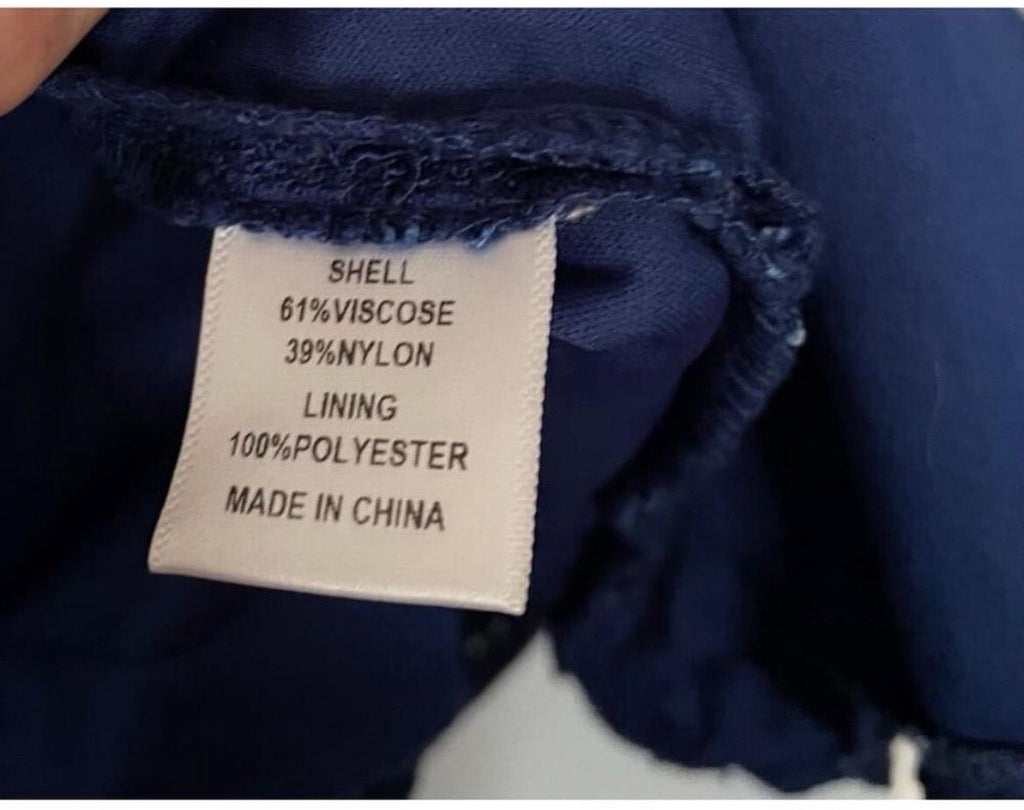 SHELL
61%VISCOSE
39%NYLON
LINING
100%POLYESTER
MADE IN CHINA